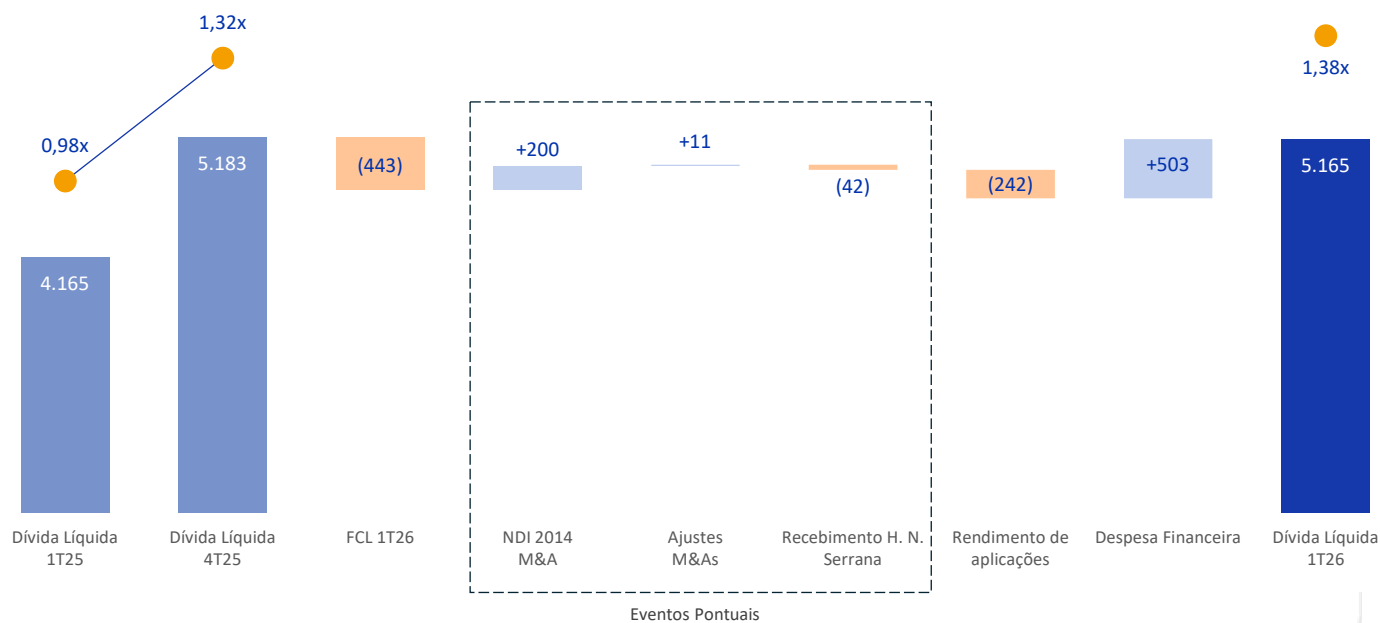 1,32x
1,38x
0,98x
5.183
(443)
+200
+11
(42)
(242)
+503
5.165
4.165
Dívida Líquida
1T25
Dívida Líquida
4T25
FCL 1T26
NDI 2014
M&A
Ajustes
M&As
Recebimento H. N.
Serrana
Rendimento de
aplicações
Despesa Financeira
Dívida Líquida
1T26
Eventos Pontuais